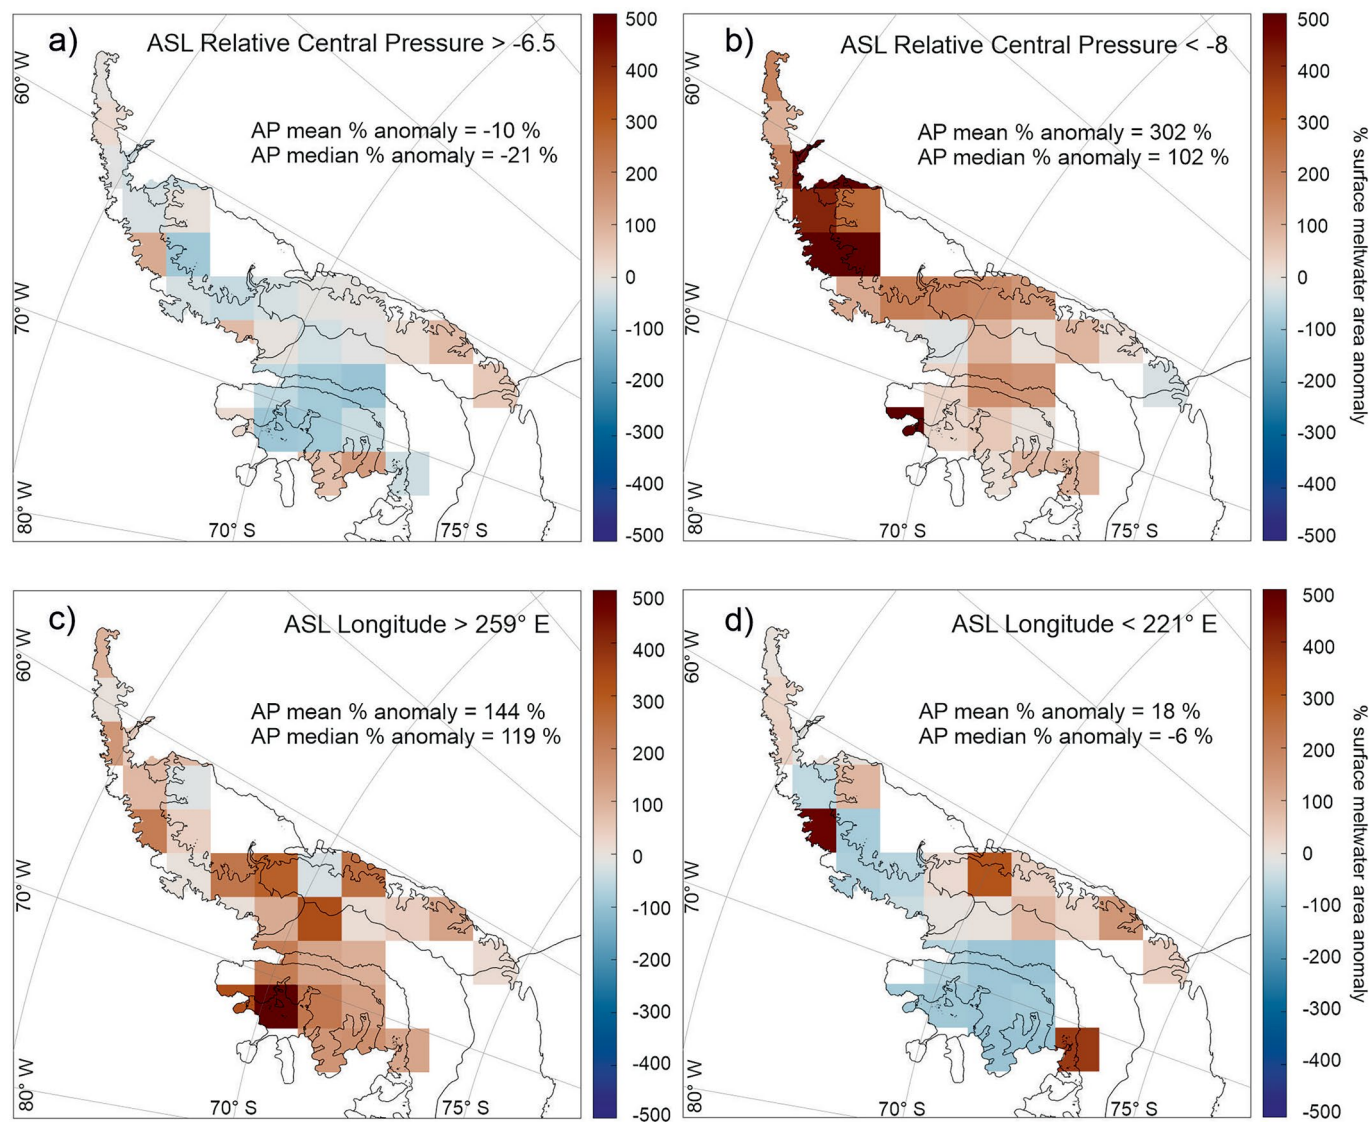 a)
ASL Relative Central Pressure > -6.5
AP mean % anomaly = -10 %
AP median % anomaly = -21 %
60° W
70° W
80° W
70° S
75° S
500
400
300
200
100
0
-100
-200
-300
-400
-500
b)
ASL Relative Central Pressure < -8
AP mean % anomaly = 302 %
AP median % anomaly = 102 %
60° W
70° W
80° W
70° S
75° S
500
400
300
200
100
0
-100
-200
-300
-400
-500
% surface meltwater area anomaly
c)
ASL Longitude > 259° E
AP mean % anomaly = 144 %
AP median % anomaly = 119 %
60° W
70° W
80° W
70° S
75° S
500
400
300
200
100
0
-100
-200
-300
-400
-500
d)
ASL Longitude < 221° E
AP mean % anomaly = 18 %
AP median % anomaly = -6 %
60° W
70° W
80° W
70° S
75° S
500
400
300
200
100
0
-100
-200
-300
-400
-500
% surface meltwater area anomaly